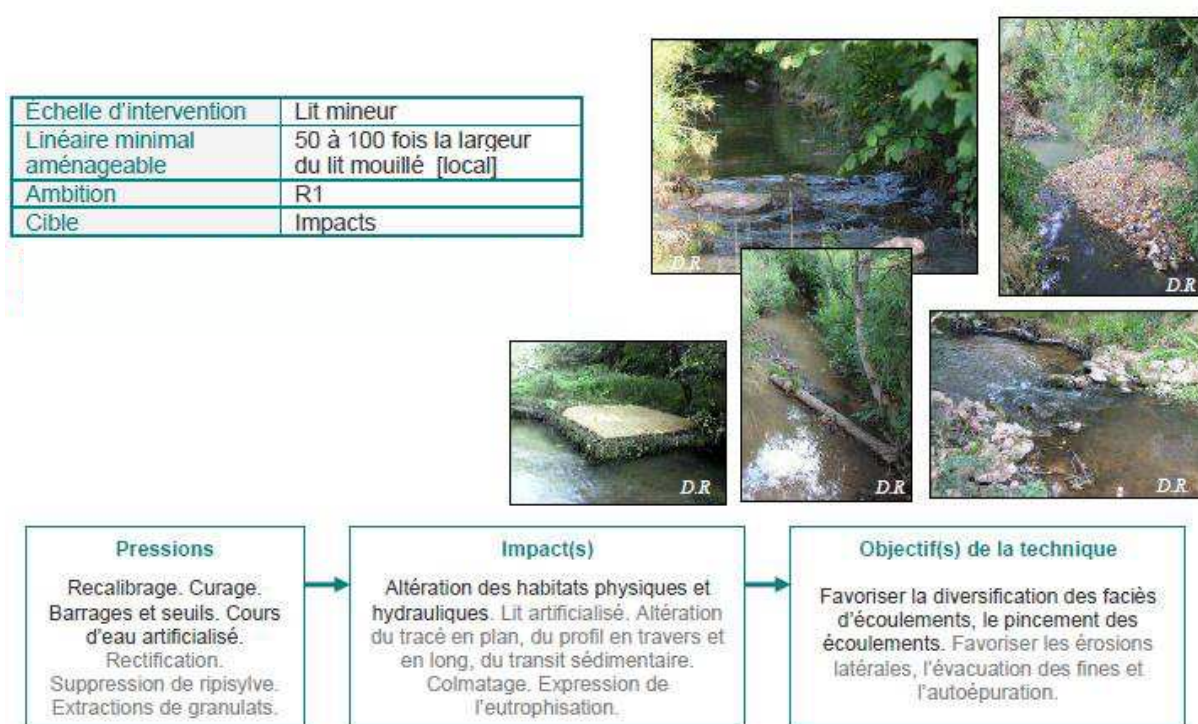 Échelle d'intervention Lit mineur
Linéaire minimal 50 à 100 fois la largeur
aménageable du lit mouillé [local]
Ambition R1
Cible Impacts
D.R
D.R
D.R
D.R
D.R
Pressions
Recalibrage. Curage.
Barrages et seuils. Cours
d'eau artificialisé.
Rectification.
Suppression de ripisylve.
Extractions de granulats.
Impact(s)
Altération des habitats physiques et
hydrauliques. Lit artificialisé. Altération
du tracé en plan, du profil en travers et
en long, du transit sédimentaire.
Colmatage. Expression de
l'eutrophisation.
Objectif(s) de la technique
Favoriser la diversification des faciès
d'écoulements, le pincement des
écoulements. Favoriser les érosions
latérales, l'évacuation des fines et
l'autoépuration.